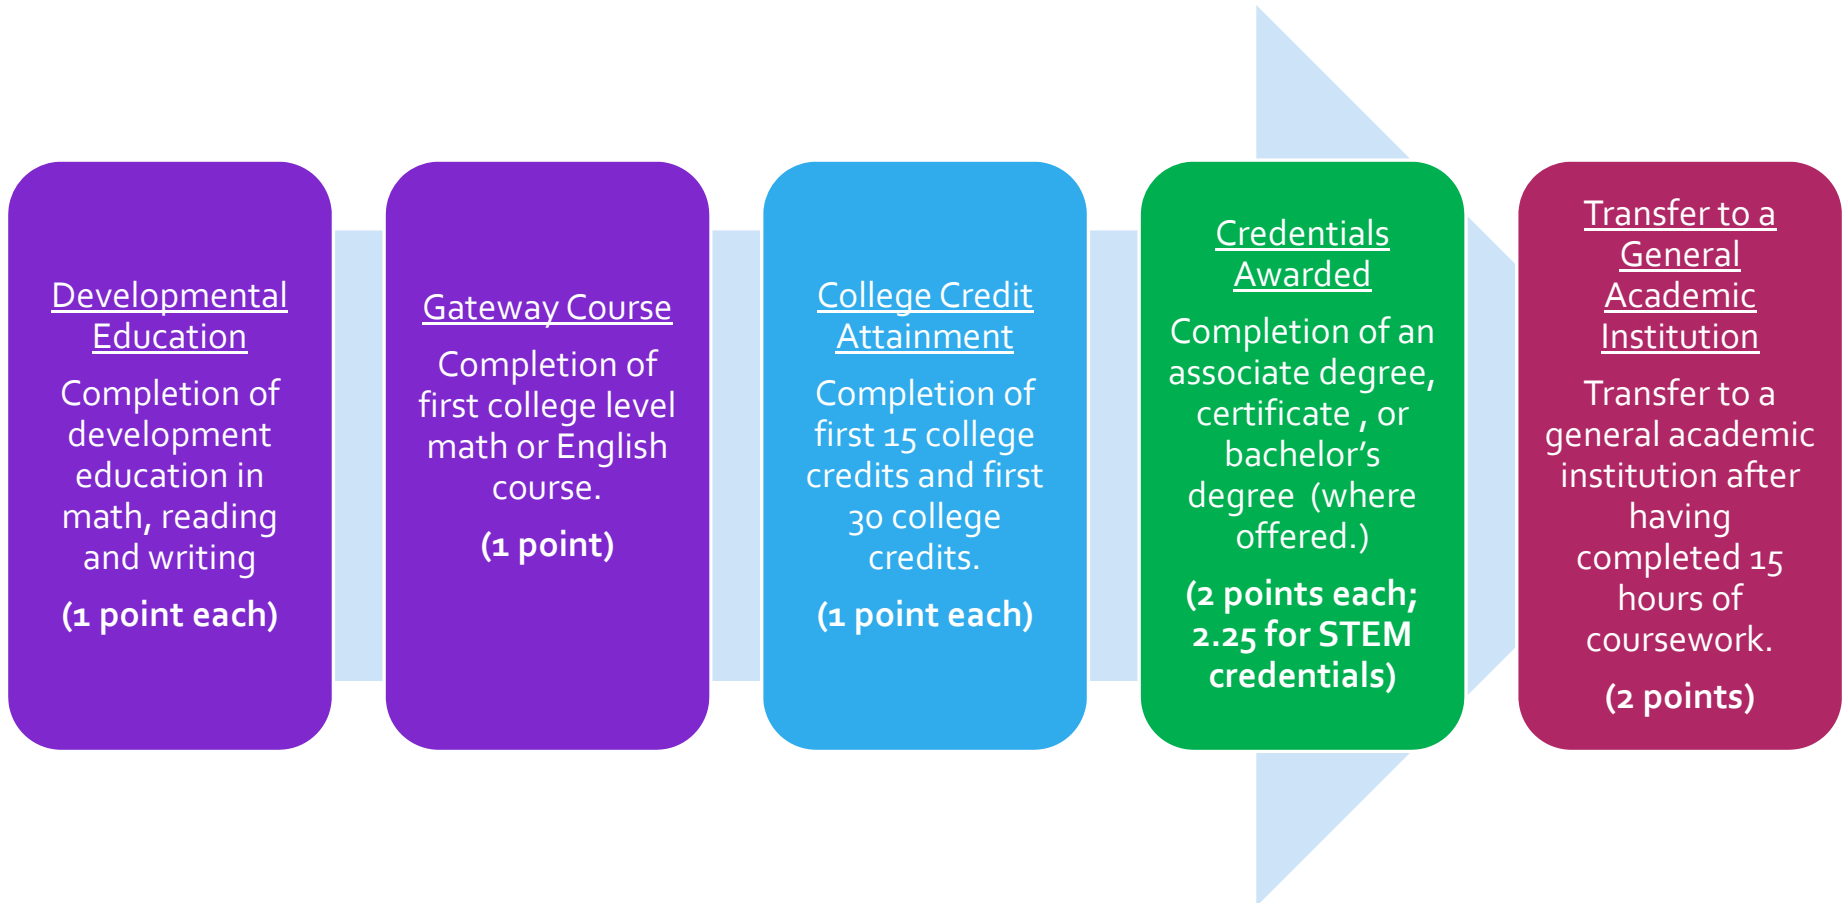 Developmental
Education
Completion of
development
education in
math, reading
and writing
(1 point each)
Gateway Course
Completion of
first college level
math or English
course.
(1 point)
College Credit
Attainment
Completion of
first 15 college
credits and first
30 college
credits.
(1 point each)
Credentials
Awarded
Completion of an
associate degree,
certificate , or
bachelor’s
degree  (where
offered.)
(2 points each;
2.25 for STEM
credentials)
Transfer to a
General
Academic
Institution
Transfer to a
general academic
institution after
having
completed 15
hours of
coursework.
(2 points)